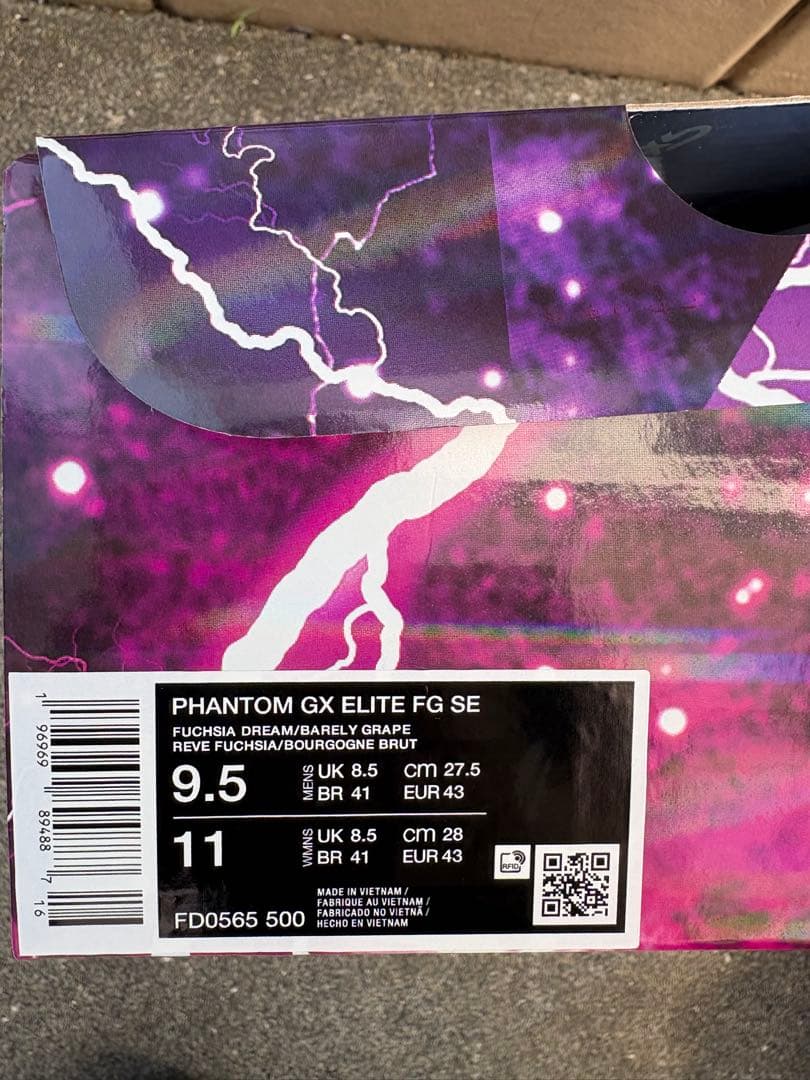 PHANTOM GX ELITE FG SE
FUCHSIA DREAM/BARELY GRAPE
REVE FUCHSIA/BOURGOGNE BRUT
9.5 MENS UK 8.5 CM 27.5
BR 41 EUR 43
11 WMNS UK 8.5 CM 28
BR 41 EUR 43
RFID
FD0565 500
MADE IN VIETNAM /
FABRIQUE AU VIETNAM /
FABRICADO NO VIETNÃ /
HECHO EN VIETNAM
1 96969 89488 7 16